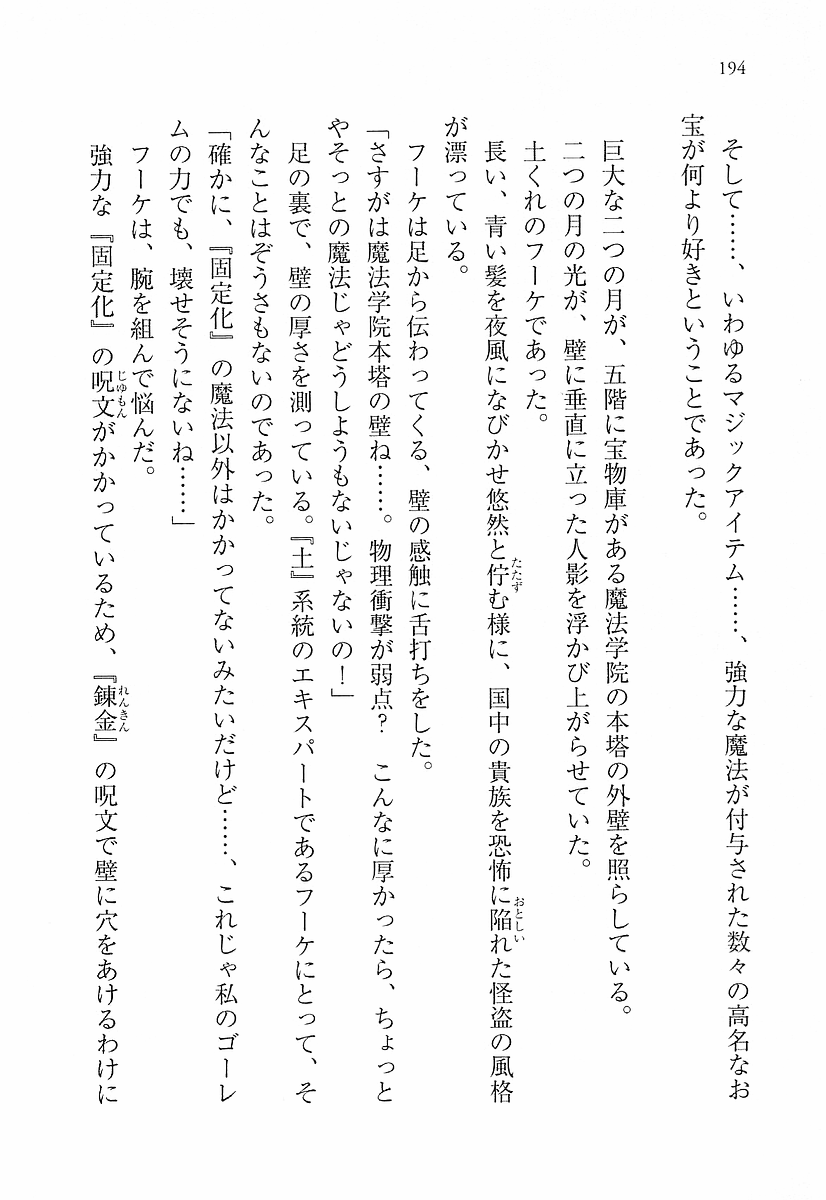 194
そして……、いわゆるマジックアイテム……、強力な魔法が付与された数々の高名なお
宝が何より好きということであった。
巨大な二つの月が、五階に宝物庫がある魔法学院の本塔の外壁を照らしている。
二つの月の光が、壁に垂直に立った人影を浮かび上がらせていた。
土くれのフーケであった。
長い、青い髪を夜風になびかせ悠然と佇む様に、国中の貴族を恐怖に陥れた怪盗の風格
が漂っている。
フーケは足から伝わってくる、壁の感触に舌打ちをした。
「さすがは魔法学院本塔の壁ね……。物理衝撃が弱点?　こんなに厚かったら、ちょっと
やそっとの魔法じゃどうしようもないじゃないの!」
足の裏で、壁の厚さを測っている。『土』系統のエキスパートであるフーケにとって、そ
んなことはぞうさもないのであった。
「確かに、『固定化』の魔法以外はかかってないみたいだけど……、これじゃ私のゴーレ
ムの力でも、壊せそうにないね……」
フーケは、腕を組んで悩んだ。
強力な『固定化』の呪文がかかっているため、『錬金』の呪文で壁に穴をあけるわけに